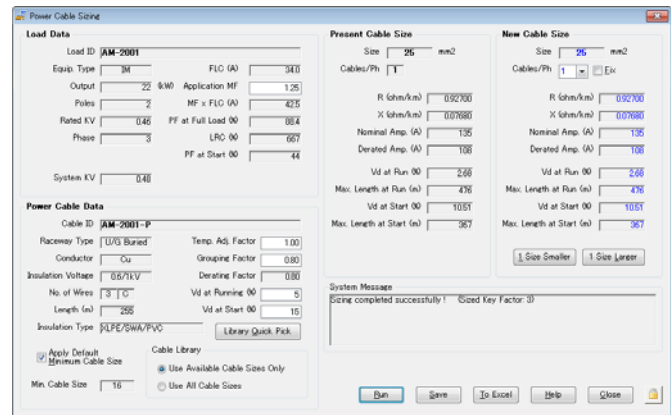 Power Cable Sizing
Load Data
Load ID AM-2001
Equip. Type IM FLC (A) 34.0
Output 22 (kW) Application MF 1.25
Poles 2 MF x FLC (A) 42.5
Rated KV 0.46 PF at Full Load (%) 88.4
Phase 3 LRC (%) 667
PF at Start (%) 44
System KV 0.48
Power Cable Data
Cable ID AM-2001-P
Raceway Type U/G Buried Temp. Adj. Factor 1.00
Conductor Cu Grouping Factor 0.80
Insulation Voltage 0.6/1kV Derating Factor 0.80
No. of Wires 3 C Vd at Running (%) 5
Length (m) 255 Vd at Start (%) 15
Insulation Type XLPE/SWA/PVC Library Quick Pick
Apply Default
Minimum Cable Size
Min. Cable Size 16
Cable Library
Use Available Cable Sizes Only
Use All Cable Sizes
Present Cable Size
Size 25 mm2
Cables/Ph 1
R (ohm/km) 0.92700
X (ohm/km) 0.07680
Nominal Amp. (A) 135
Derated Amp. (A) 108
Vd at Run (%) 2.68
Max. Length at Run (m) 476
Vd at Start (%) 10.51
Max. Length at Start (m) 367
New Cable Size
Size 25 mm2
Cables/Ph 1 Fix
R (ohm/km) 0.92700
X (ohm/km) 0.07680
Nominal Amp. (A) 135
Derated Amp. (A) 108
Vd at Run (%) 2.68
Max. Length at Run (m) 476
Vd at Start (%) 10.51
Max. Length at Start (m) 367
1 Size Smaller 1 Size Larger
System Message
Sizing completed successfully ! (Sized Key Factor: 3)
Run Save To Excel Help Close